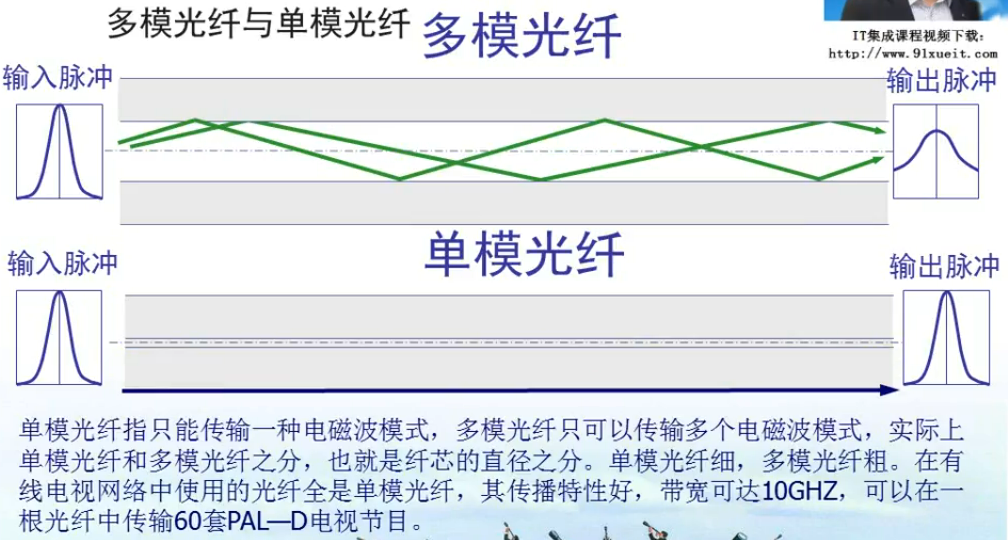 多模光纤与单模光纤
多模光纤
IT集成课程视频下载：
http://www.91xueit.com
输入脉冲
输出脉冲
单模光纤
输入脉冲
输出脉冲
单模光纤指只能传输一种电磁波模式，多模光纤只可以传输多个电磁波模式，实际上
单模光纤和多模光纤之分，也就是纤芯的直径之分。单模光纤细，多模光纤粗。在有
线电视网络中使用的光纤全是单模光纤，其传播特性好，带宽可达10GHZ，可以在一
根光纤中传输60套PAL—D电视节目。